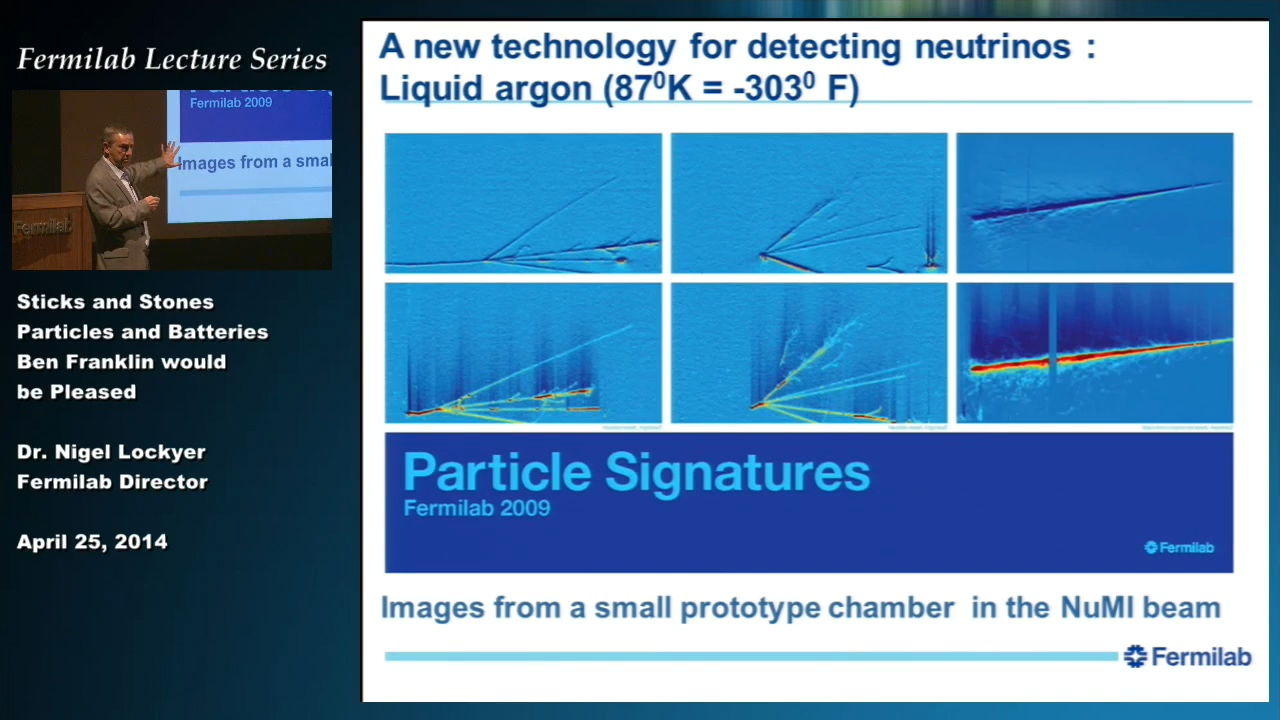 Fermilab Lecture Series
Fermilab 2009
Images from a smal
Fermilab
Sticks and Stones
Particles and Batteries
Ben Franklin would
be Pleased
Dr. Nigel Lockyer
Fermilab Director
April 25, 2014
A new technology for detecting neutrinos :
Liquid argon (87⁰K = -303⁰ F)
Particle Signatures
Fermilab 2009
Fermilab
Images from a small prototype chamber in the NuMI beam
Fermilab